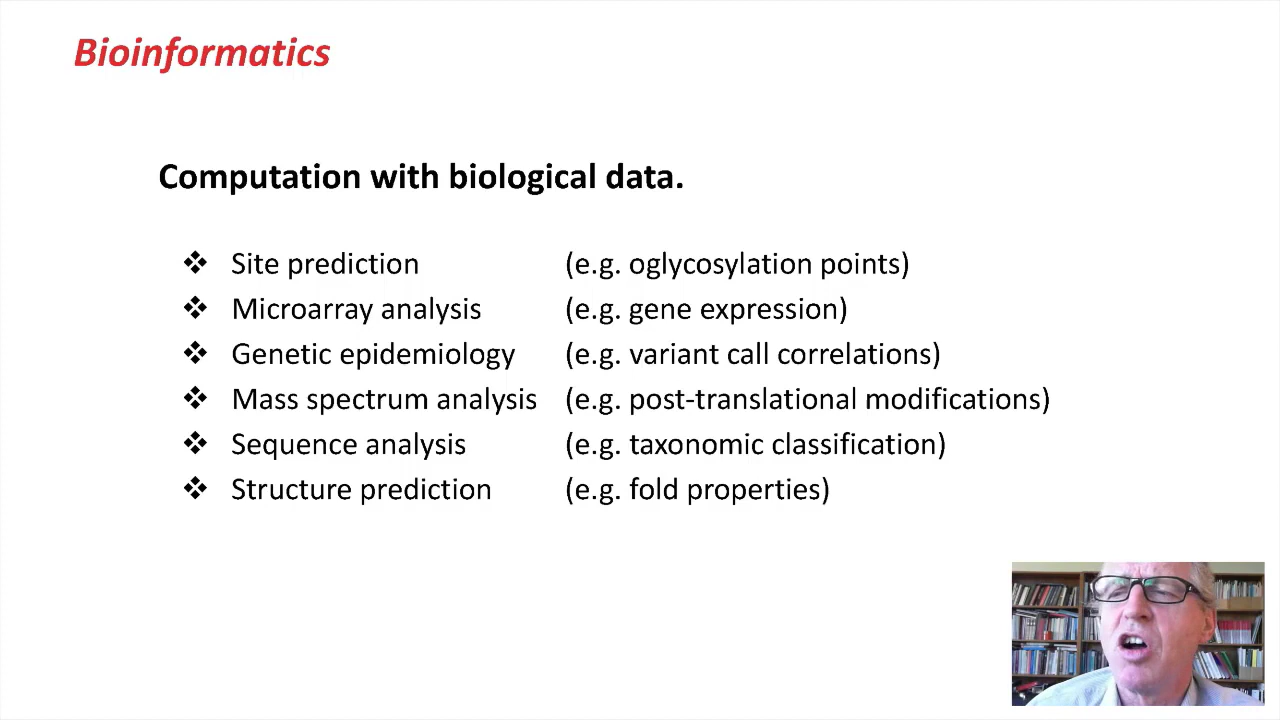 Bioinformatics
Computation with biological data.
❖ Site prediction (e.g. oglycosylation points)
❖ Microarray analysis (e.g. gene expression)
❖ Genetic epidemiology (e.g. variant call correlations)
❖ Mass spectrum analysis (e.g. post-translational modifications)
❖ Sequence analysis (e.g. taxonomic classification)
❖ Structure prediction (e.g. fold properties)